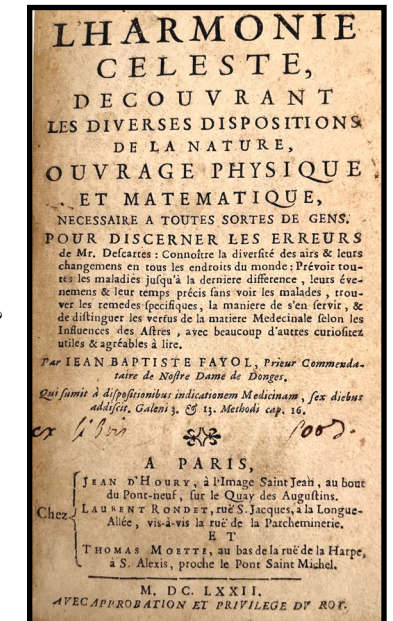 L'HARMONIE
CELESTE,
DECOUVRANT
LES DIVERSES DISPOSITIONS
DE LA NATURE,
OUVRAGE PHYSIQUE
ET MATEMATIQUE,
NECESSAIRE A TOUTES SORTES DE GENS.
POUR DISCERNER LES ERREURS
de Mr. Descartes : Connoître la diversité des airs & leurs
changemens en tous les endroits du monde : Prévoir tou-
tes les maladies jusqu'à la derniere difference, leurs éve-
nemens & leur temps précis sans voir les malades, trou-
ver les remedes specifiques, la maniere de s'en servir, &
de distinguer les vertus de la matiere Medecinale selon les
Influences des Astres, avec beaucoup d'autres curiositez
utiles & agréables à lire.
Par IEAN BAPTISTE FAYOL, Prieur Commenda-
taire de Nostre Dame de Donges.
Qui sumit à dispositionibus indicationem Medicinam, sex diebus
addiscit. Galeni 3. & 13. Methodi cap. 16.
ex
A PARIS,
Chez
JEAN D'HOURY, à l'Image Saint Jean, au bout
du Pont-neuf, sur le Quay des Augustins.
LAURENT RONDET, ruë S. Jacques, à la Longue-
Allée, vis-à-vis la ruë de la Parcheminerie.
ET
THOMAS MOETTE, au bas de la ruë de la Harpe,
à S. Alexis, proche le Pont Saint Michel.
M. DC. LXXII.
AVEC APPROBATION ET PRIVILEGE DV ROY.